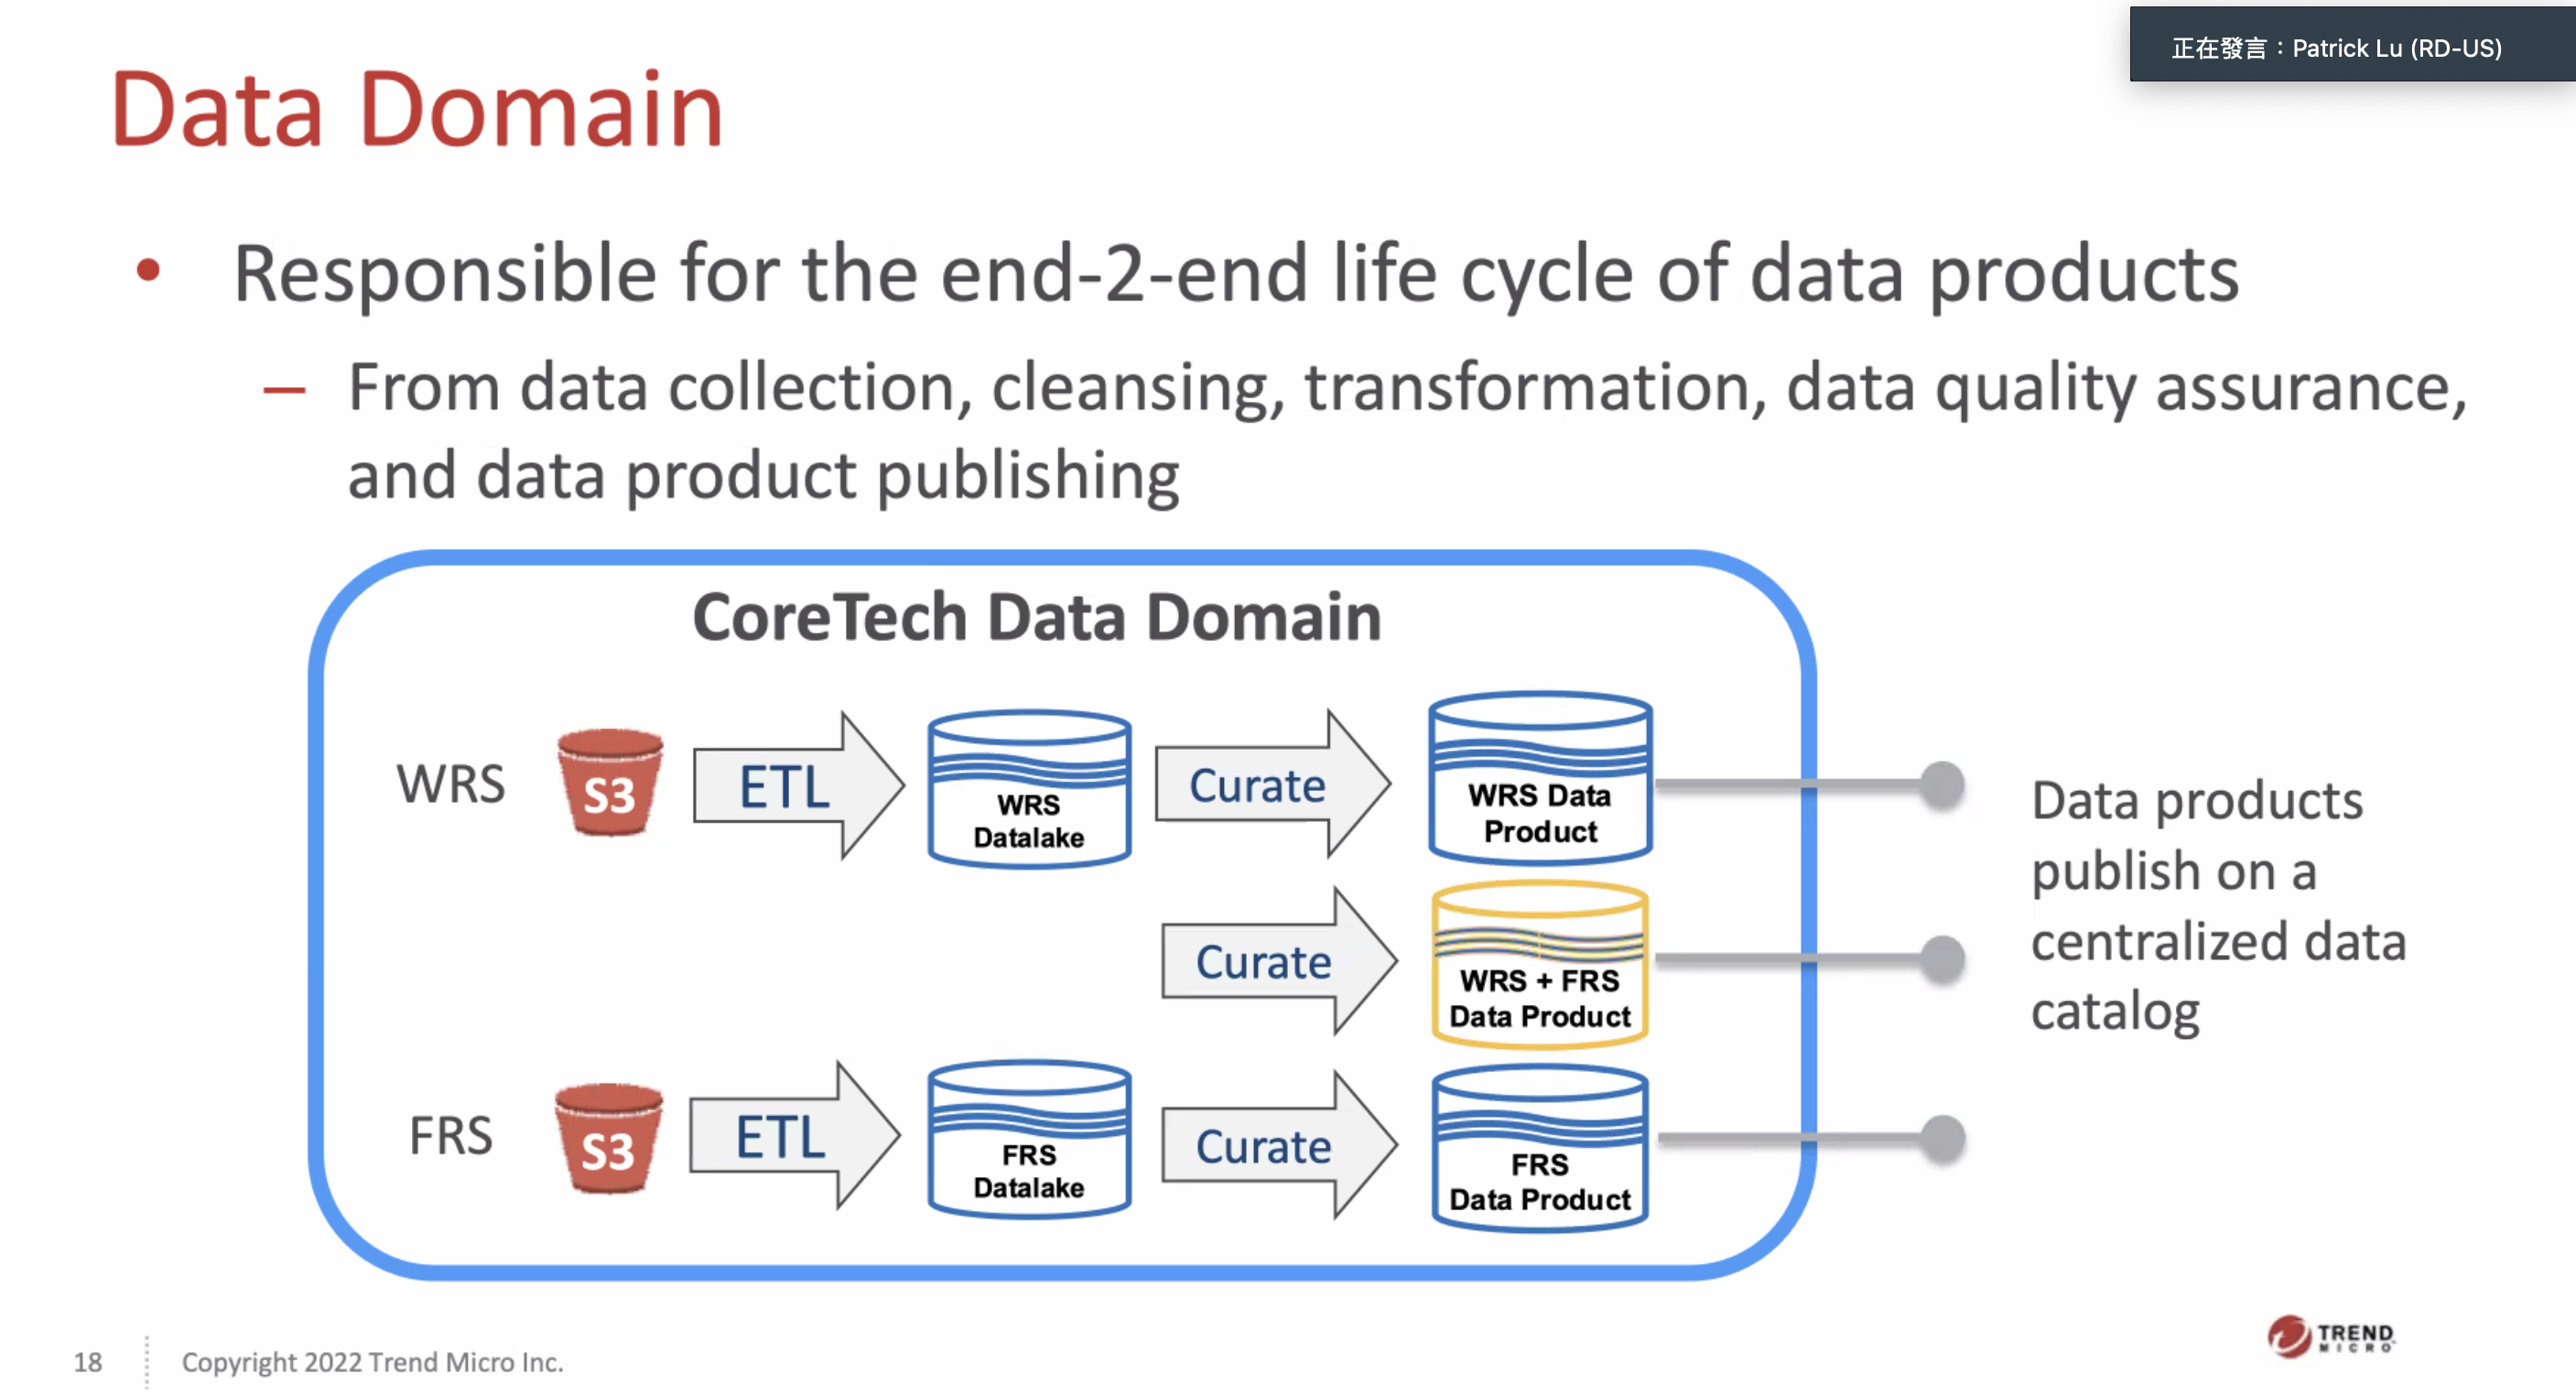 正在發言：Patrick Lu (RD-US)
Data Domain
• Responsible for the end-2-end life cycle of data products
– From data collection, cleansing, transformation, data quality assurance,
and data product publishing
CoreTech Data Domain
WRS
S3
ETL
WRS
Datalake
Curate
WRS Data
Product
Curate
WRS + FRS
Data Product
FRS
S3
ETL
FRS
Datalake
Curate
FRS
Data Product
Data products
publish on a
centralized data
catalog
18
Copyright 2022 Trend Micro Inc.
TREND
MICRO